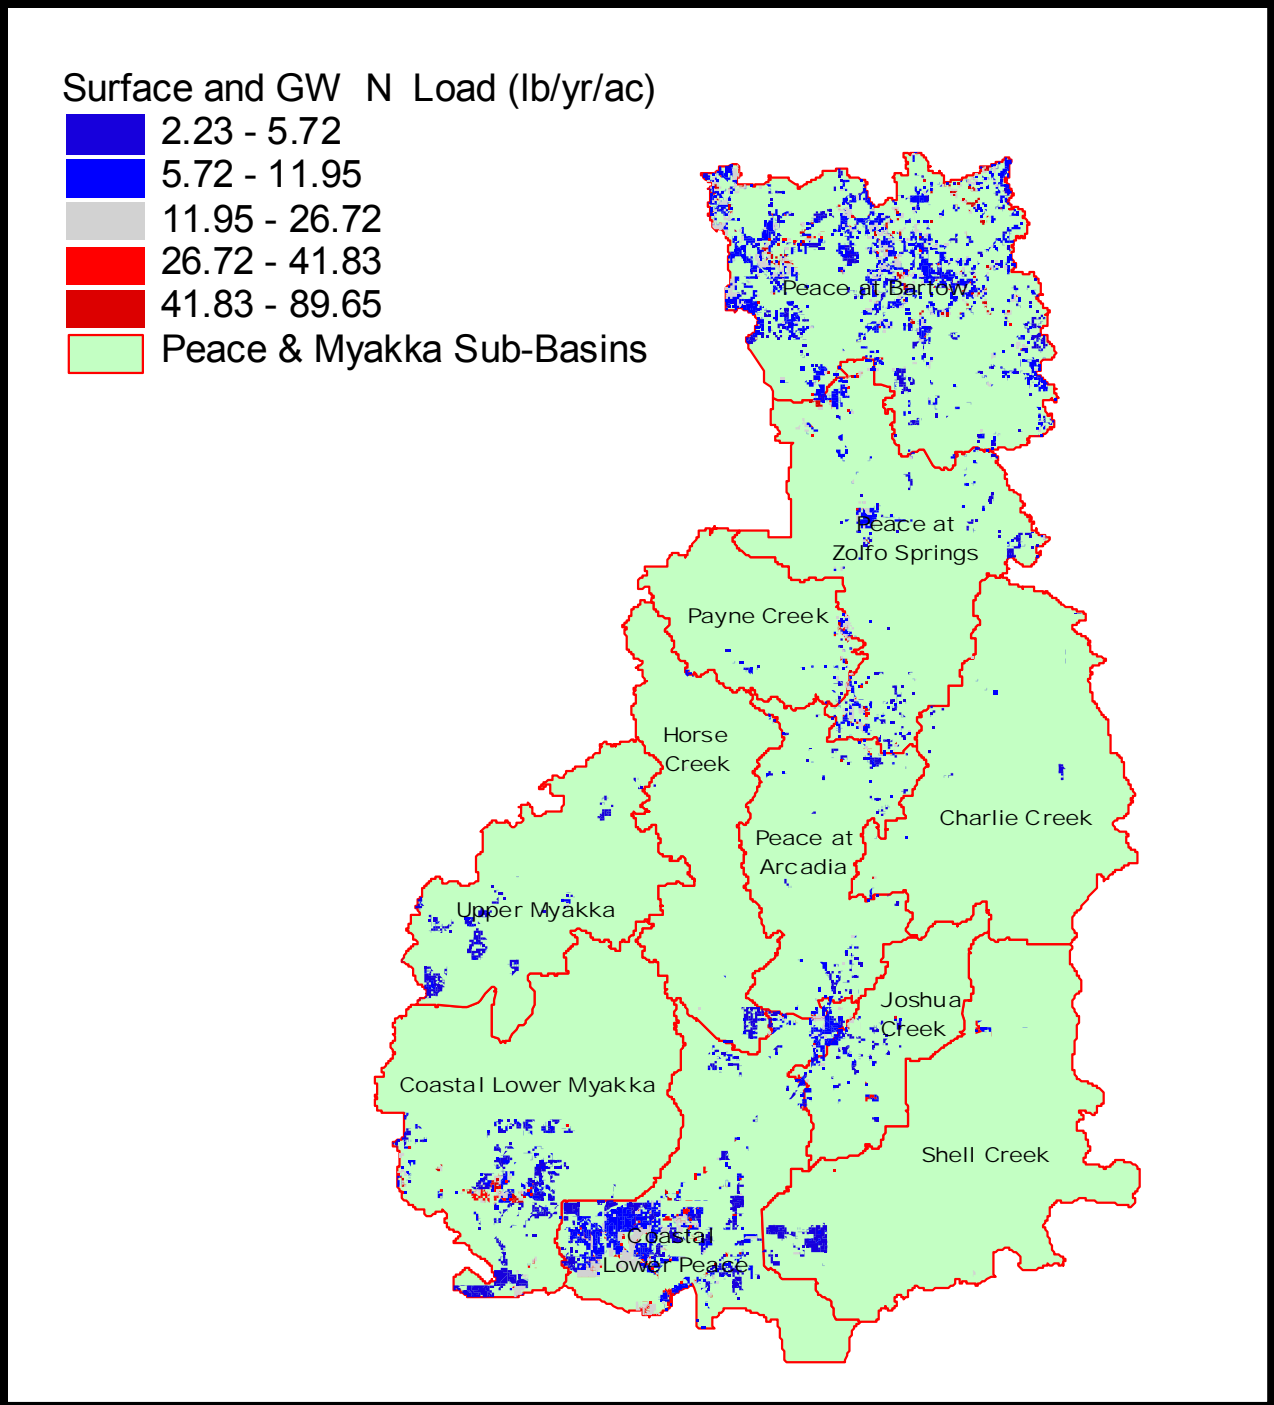 Surface and GW N Load (lb/yr/ac)
2.23 - 5.72
5.72 - 11.95
11.95 - 26.72
26.72 - 41.83
41.83 - 89.65
Peace & Myakka Sub-Basins
Peace at Bartow
Peace at
Zolfo Springs
Payne Creek
Horse
Creek
Charlie Creek
Peace at
Arcadia
Upper Myakka
Joshua
Creek
Coastal Lower Myakka
Shell Creek
Coastal
Lower Peace